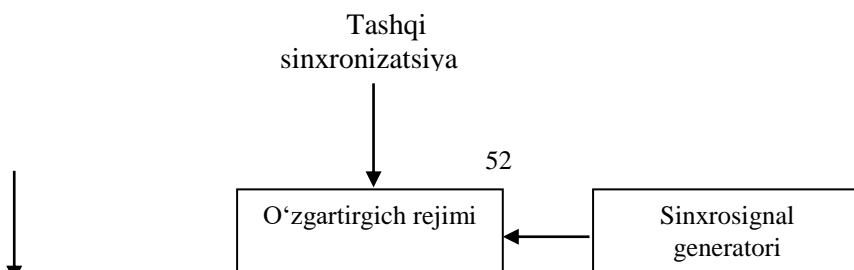 Tashqi
sinxronizatsiya
52
O‘zgartirgich rejimi
Sinxrosignal
generatori